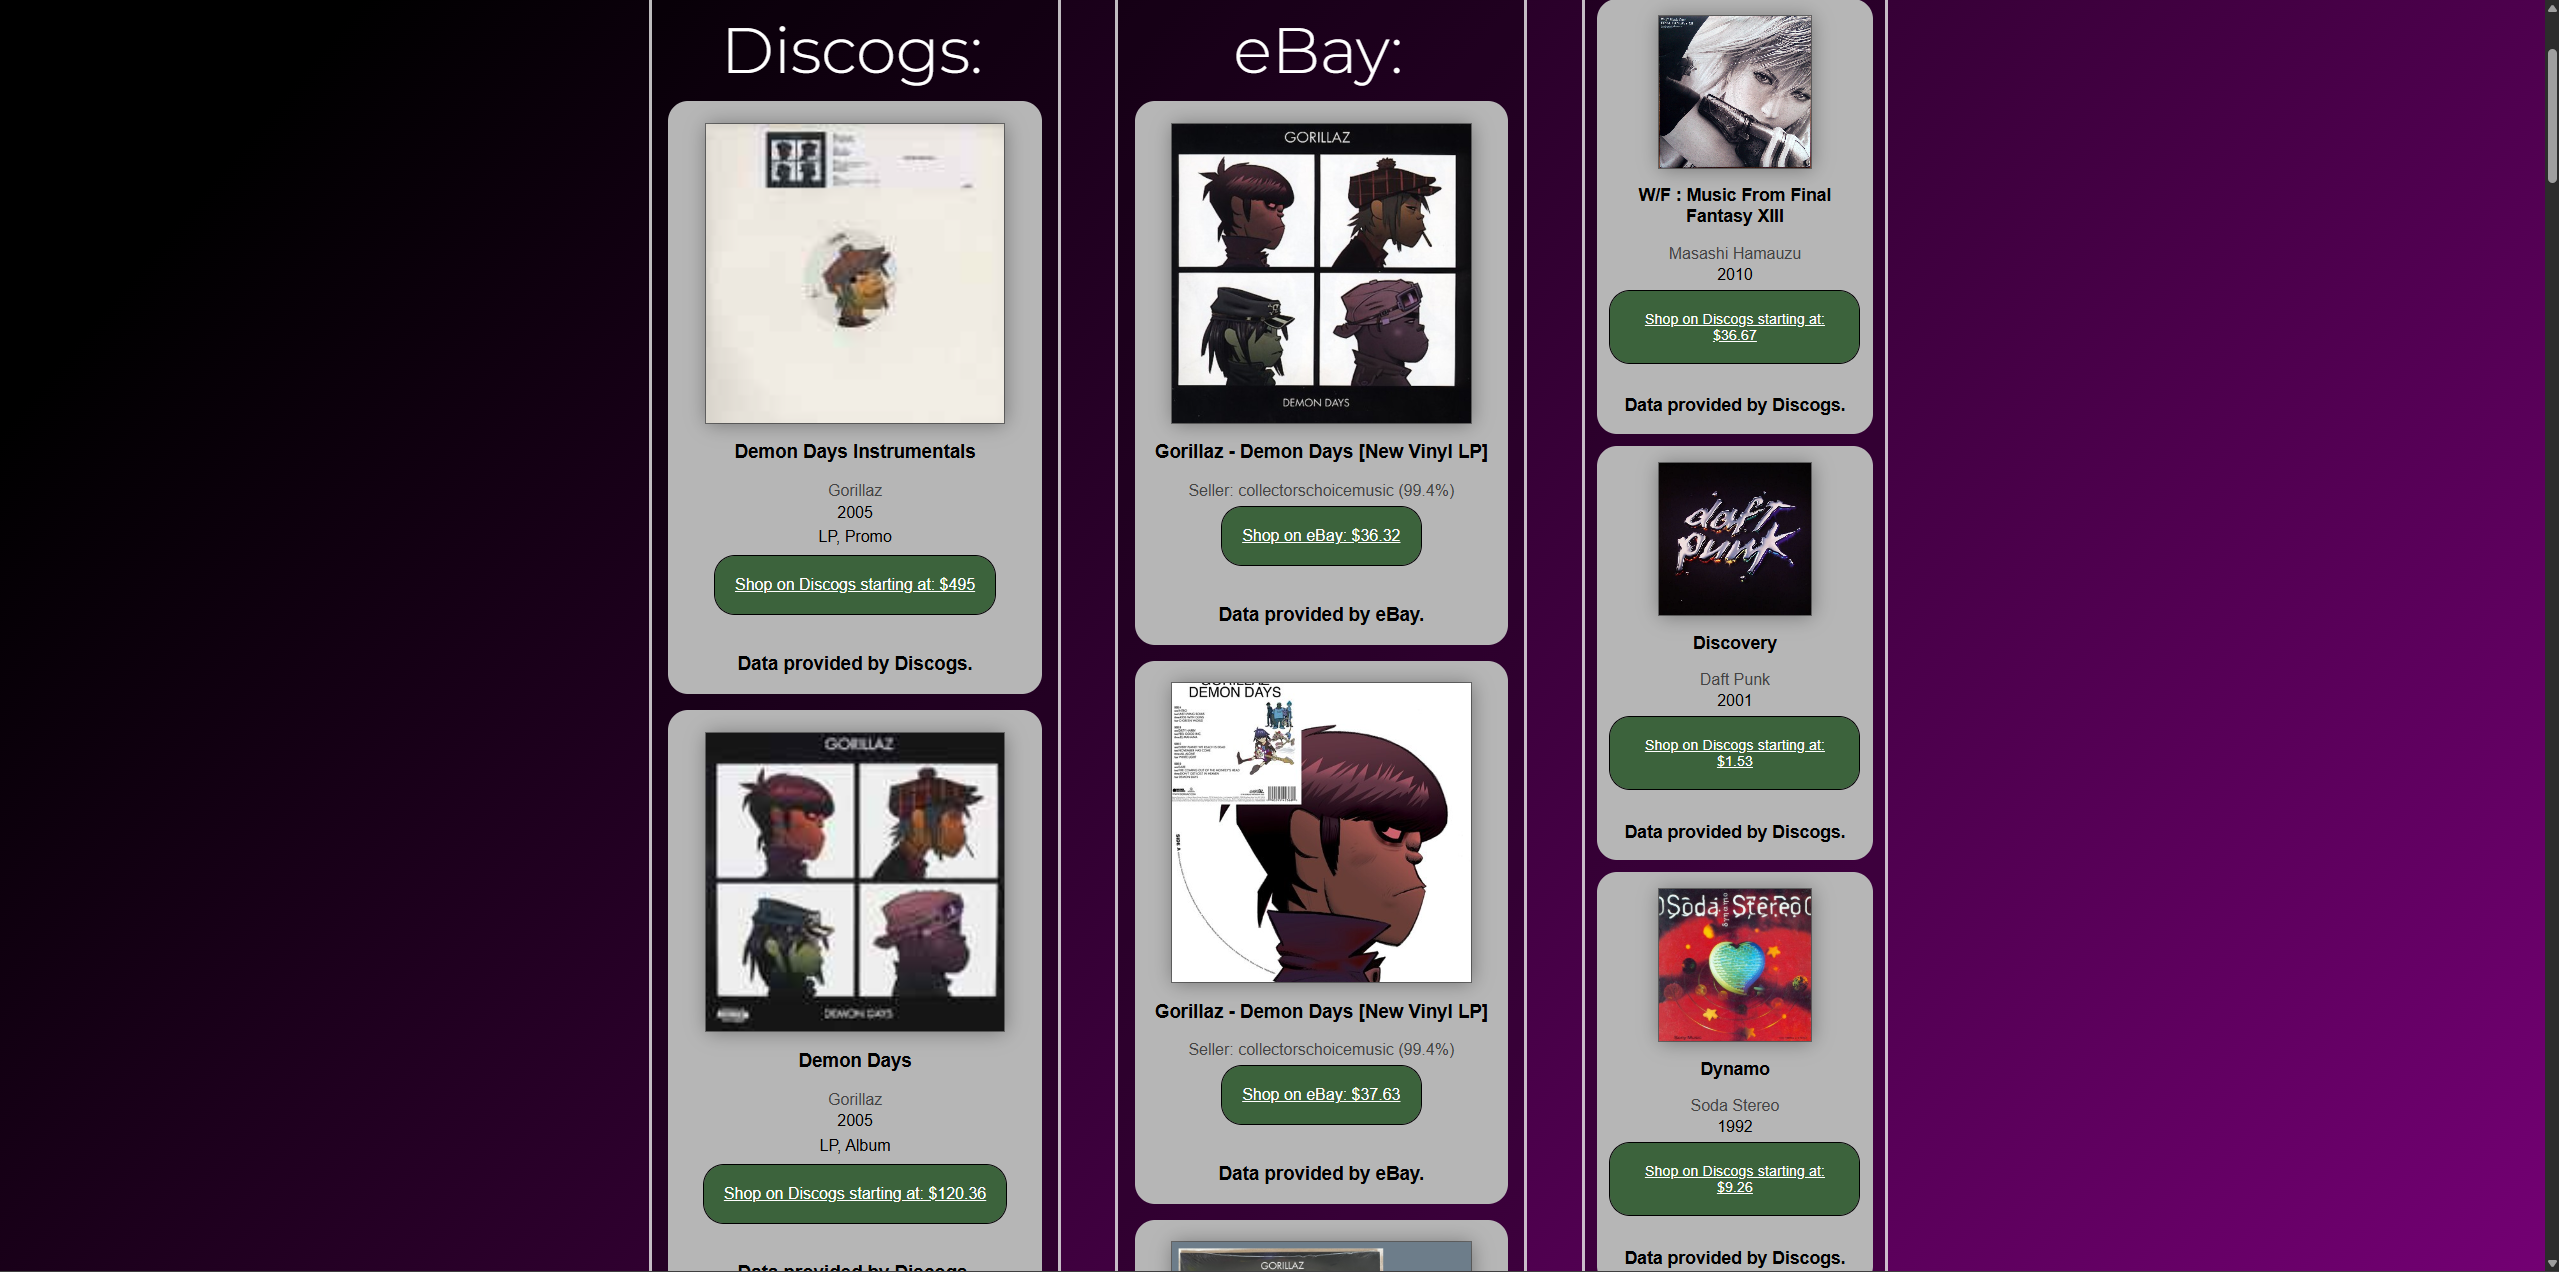 Discogs:
Demon Days Instrumentals
Gorillaz
2005
LP, Promo
Shop on Discogs starting at: $495
Data provided by Discogs.
GORILLAZ
DEMON DAYS
Demon Days
Gorillaz
2005
LP, Album
Shop on Discogs starting at: $120.36
Data provided by Discogs.
eBay:
GORILLAZ
DEMON DAYS
Gorillaz - Demon Days [New Vinyl LP]
Seller: collectorschoicemusic (99.4%)
Shop on eBay: $36.32
Data provided by eBay.
GORILLAZ
DEMON DAYS
Gorillaz - Demon Days [New Vinyl LP]
Seller: collectorschoicemusic (99.4%)
Shop on eBay: $37.63
Data provided by eBay.
GORILLAZ
W/F : Music From Final
Fantasy XIII
Masashi Hamauzu
2010
Shop on Discogs starting at:
$36.67
Data provided by Discogs.
daft
punk
Discovery
Daft Punk
2001
Shop on Discogs starting at:
$1.53
Data provided by Discogs.
Soda Stereo
dynamo
Dynamo
Soda Stereo
1992
Shop on Discogs starting at:
$9.26
Data provided by Discogs.